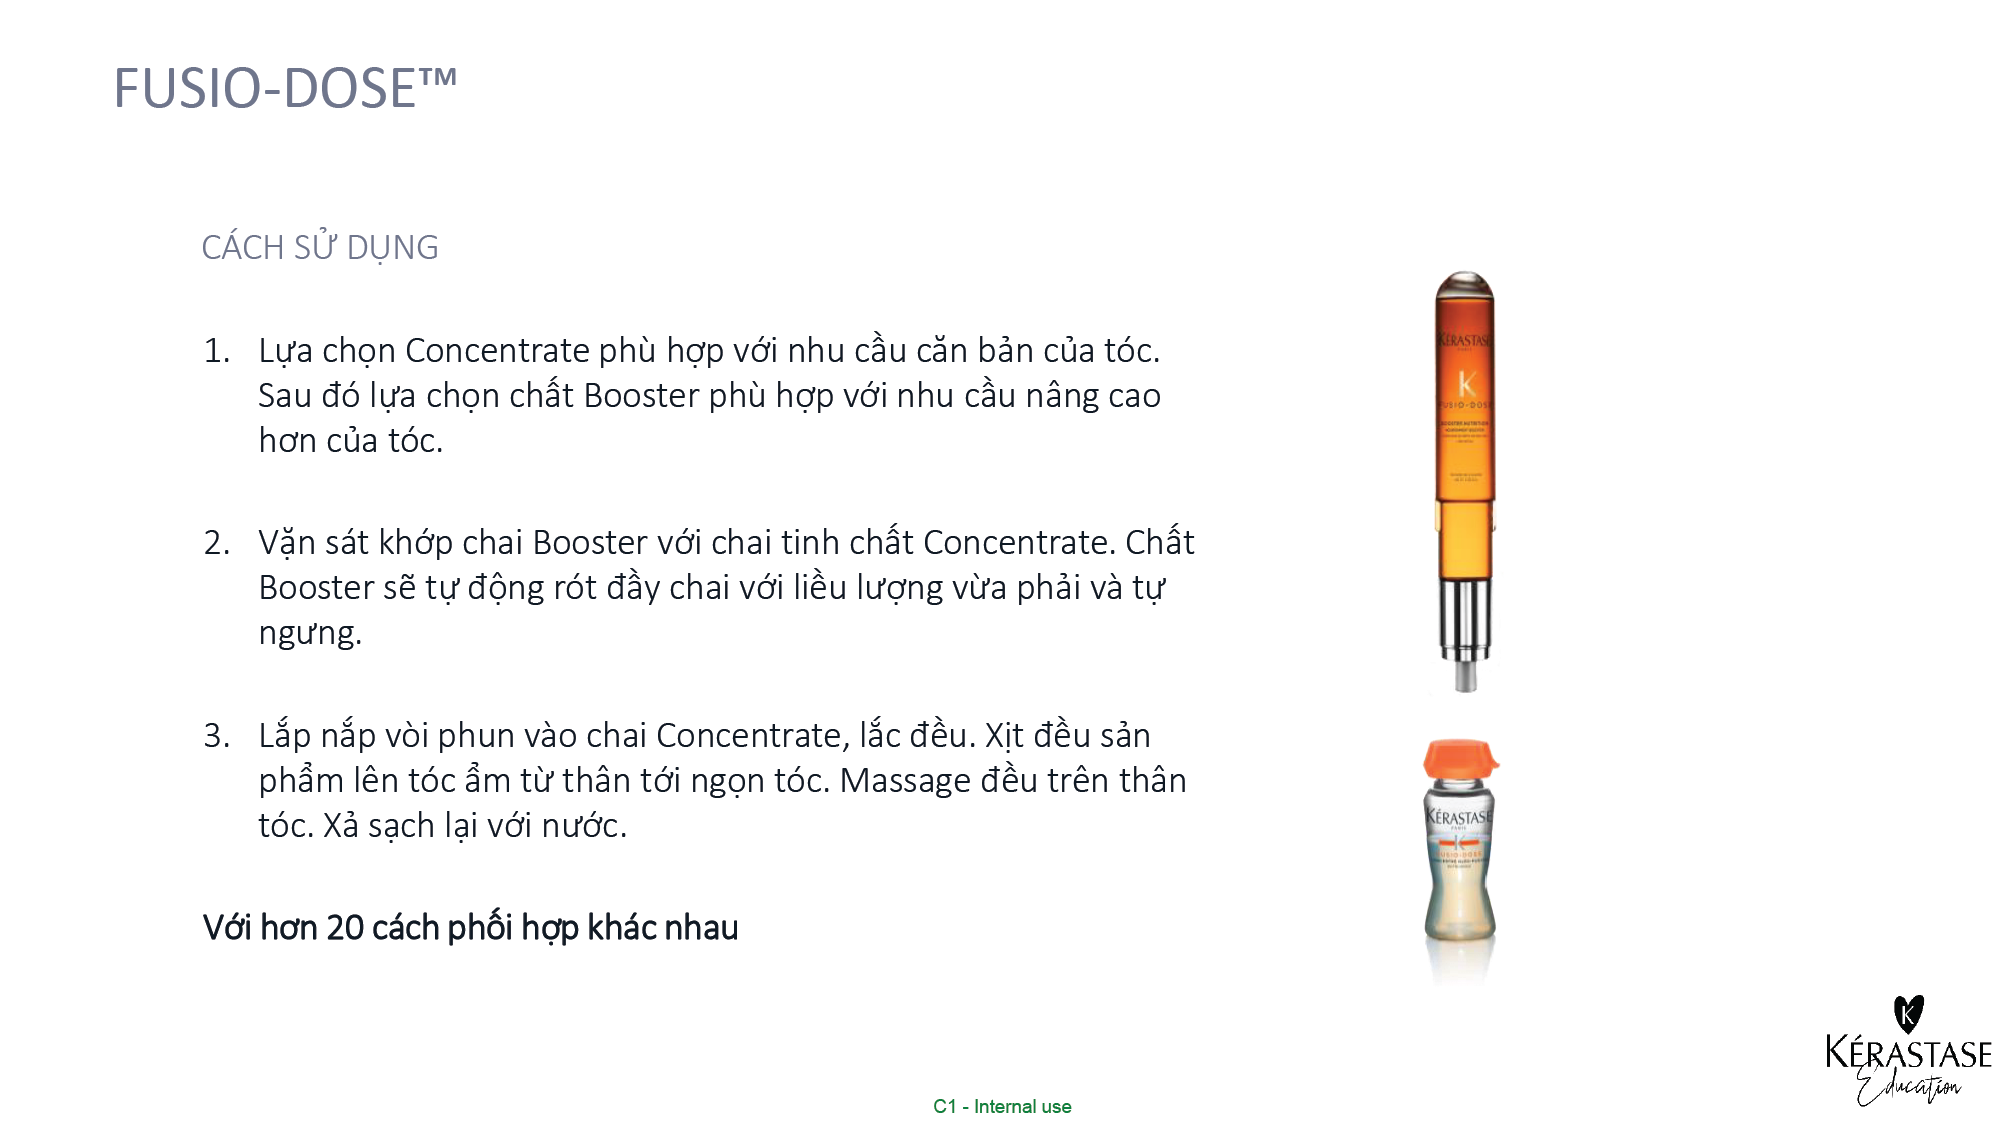 FUSIO-DOSE™
CÁCH SỬ DỤNG
1. Lựa chọn Concentrate phù hợp với nhu cầu căn bản của tóc.
Sau đó lựa chọn chất Booster phù hợp với nhu cầu nâng cao
hơn của tóc.
2. Vặn sát khớp chai Booster với chai tinh chất Concentrate. Chất
Booster sẽ tự động rót đầy chai với liều lượng vừa phải và tự
ngưng.
3. Lắp nắp vòi phun vào chai Concentrate, lắc đều. Xịt đều sản
phẩm lên tóc ẩm từ thân tới ngọn tóc. Massage đều trên thân
tóc. Xả sạch lại với nước.
Với hơn 20 cách phối hợp khác nhau
KÉRASTASE
PARIS
K
FUSIO-DOSE
BOOSTER NUTRITION
KÉRASTASE
PARIS
K
FUSIO-DOSE
K
KÉRASTASE
Education
C1 - Internal use